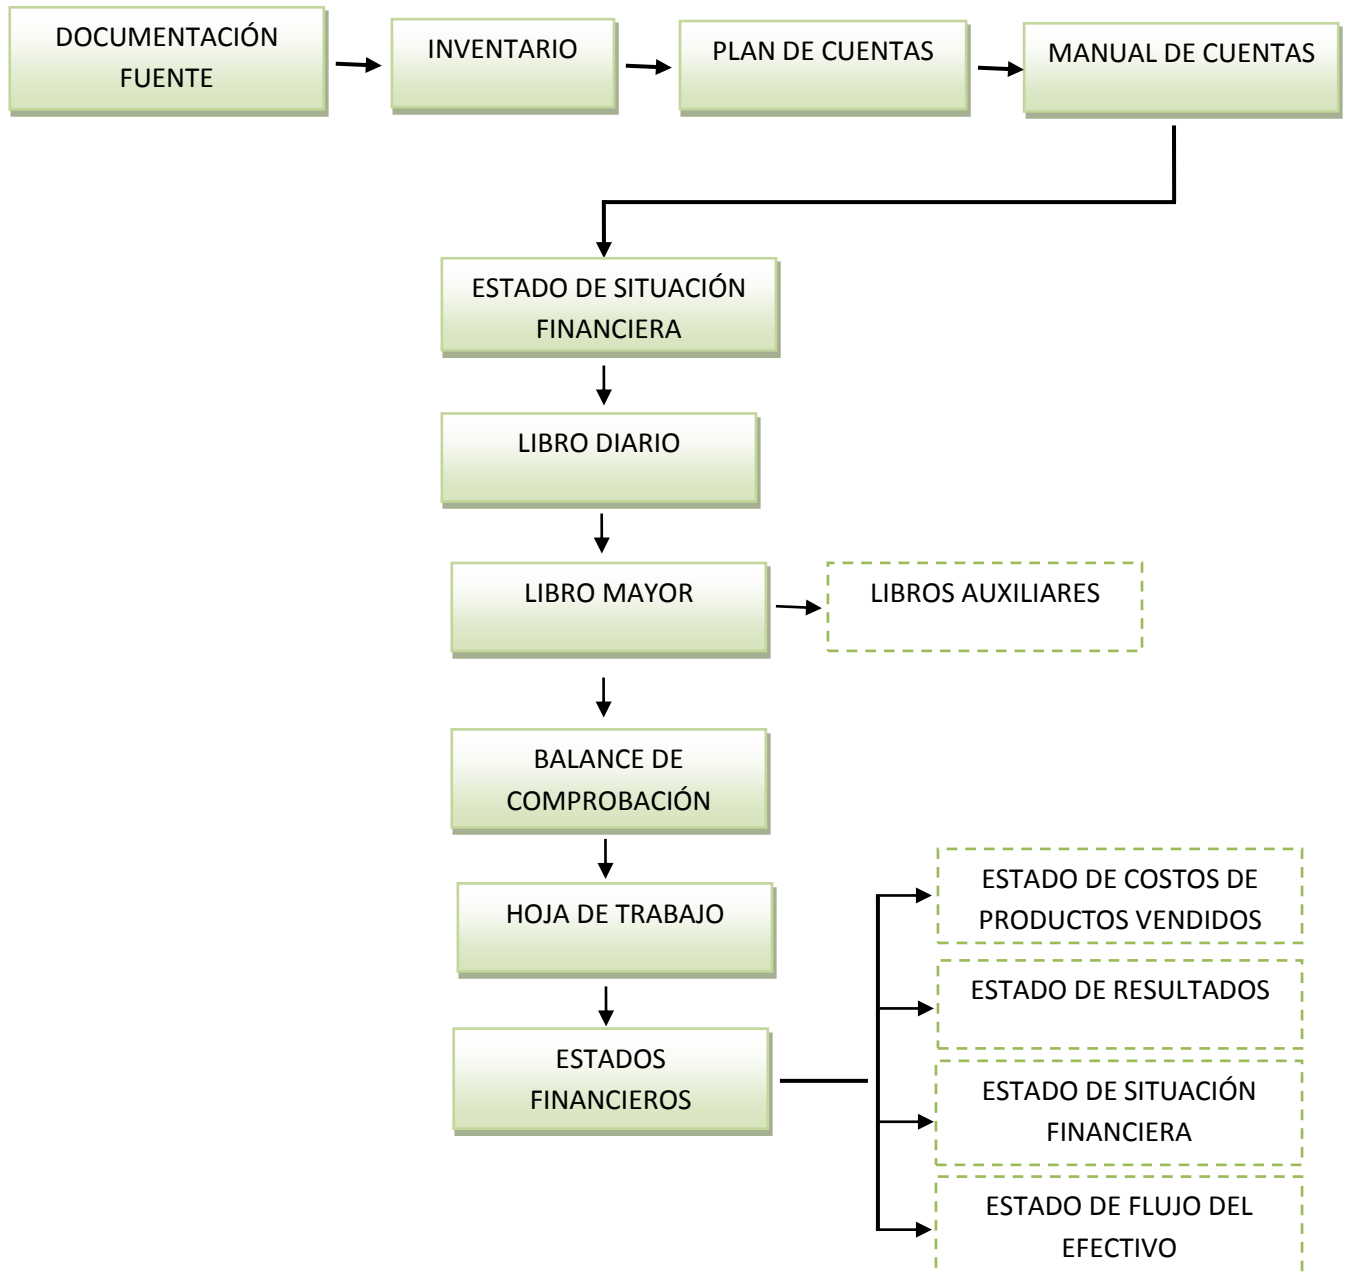 DOCUMENTACIÓN
FUENTE
INVENTARIO
PLAN DE CUENTAS
MANUAL DE CUENTAS
ESTADO DE SITUACIÓN
FINANCIERA
LIBRO DIARIO
LIBRO MAYOR
LIBROS AUXILIARES
BALANCE DE
COMPROBACIÓN
HOJA DE TRABAJO
ESTADOS
FINANCIEROS
ESTADO DE COSTOS DE
PRODUCTOS VENDIDOS
ESTADO DE RESULTADOS
ESTADO DE SITUACIÓN
FINANCIERA
ESTADO DE FLUJO DEL
EFECTIVO